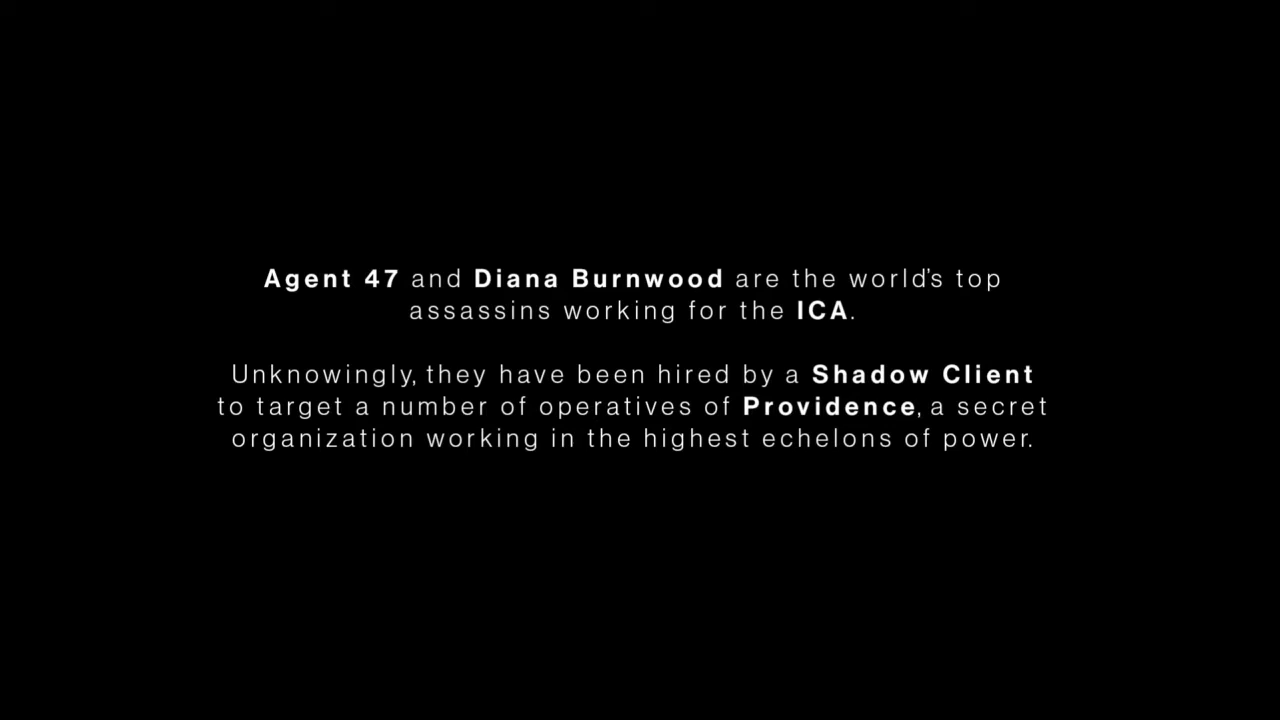 Agent 47 and Diana Burnwood are the world's top
assassins working for the ICA.
Unknowingly, they have been hired by a Shadow Client
to target a number of operatives of Providence, a secret
organization working in the highest echelons of power.